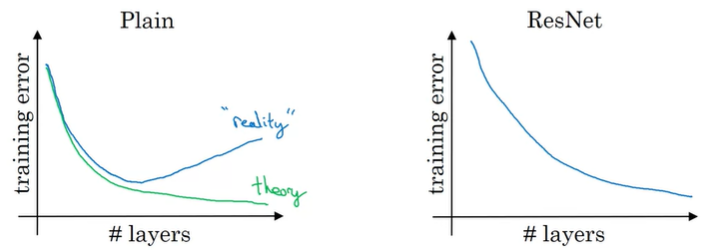 Plain
training error
"reality"
theory
# layers
ResNet
training error
# layers